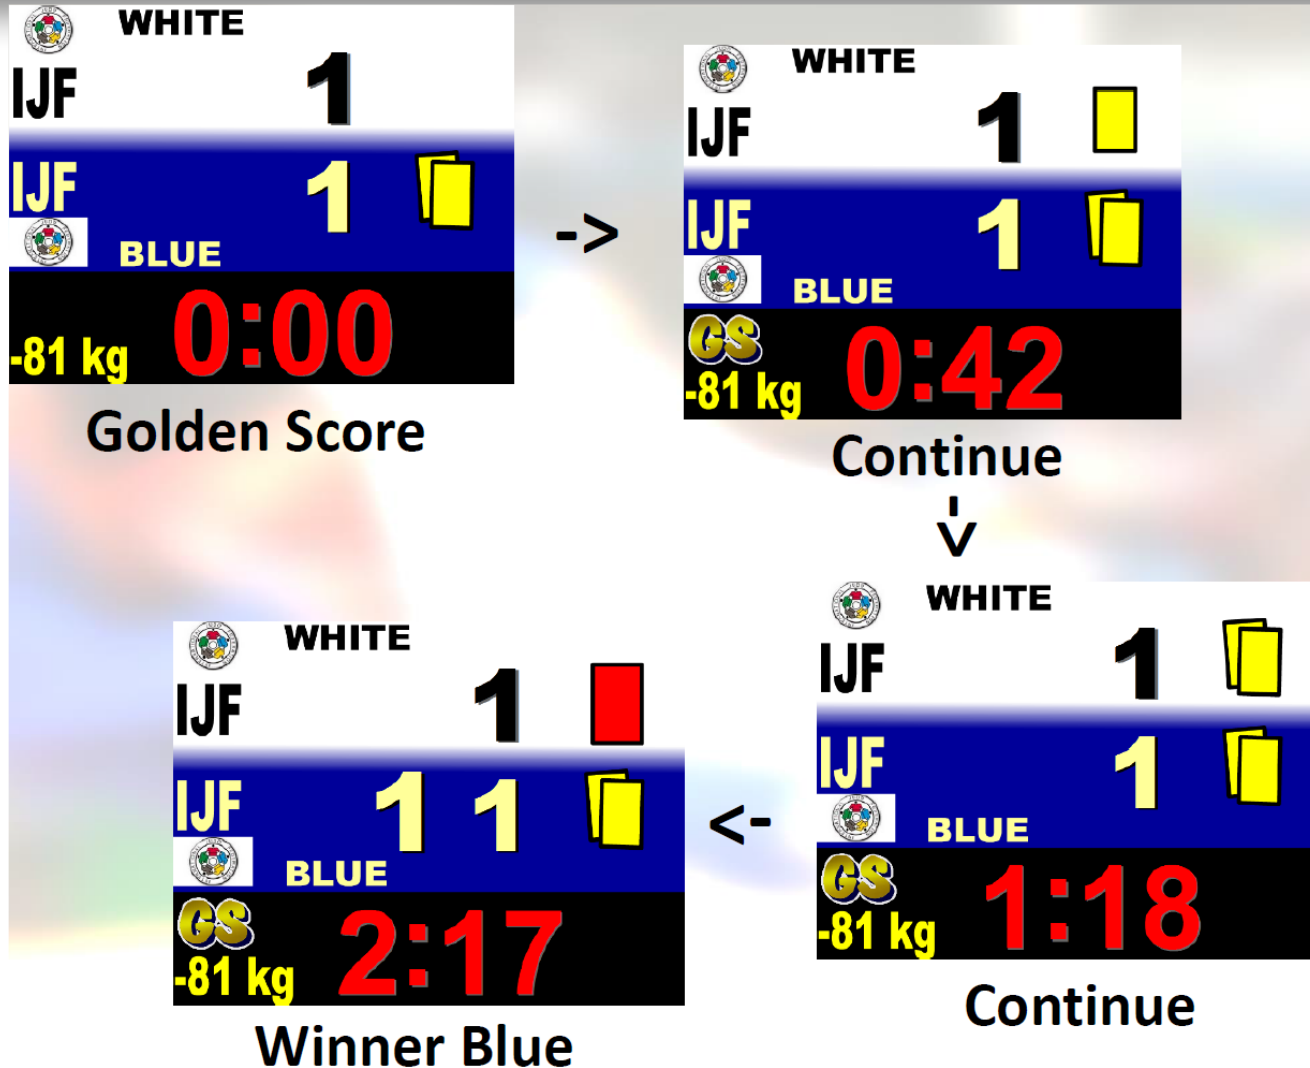 WHITE
IJF 1
IJF 1
BLUE
-81 kg 0:00
Golden Score
->
WHITE
IJF 1
IJF 1
BLUE
GS
-81 kg 0:42
Continue
->
WHITE
IJF 1
IJF 1
BLUE
GS
-81 kg 1:18
Continue
<-
WHITE
IJF 1
IJF 1 1
BLUE
GS
-81 kg 2:17
Winner Blue